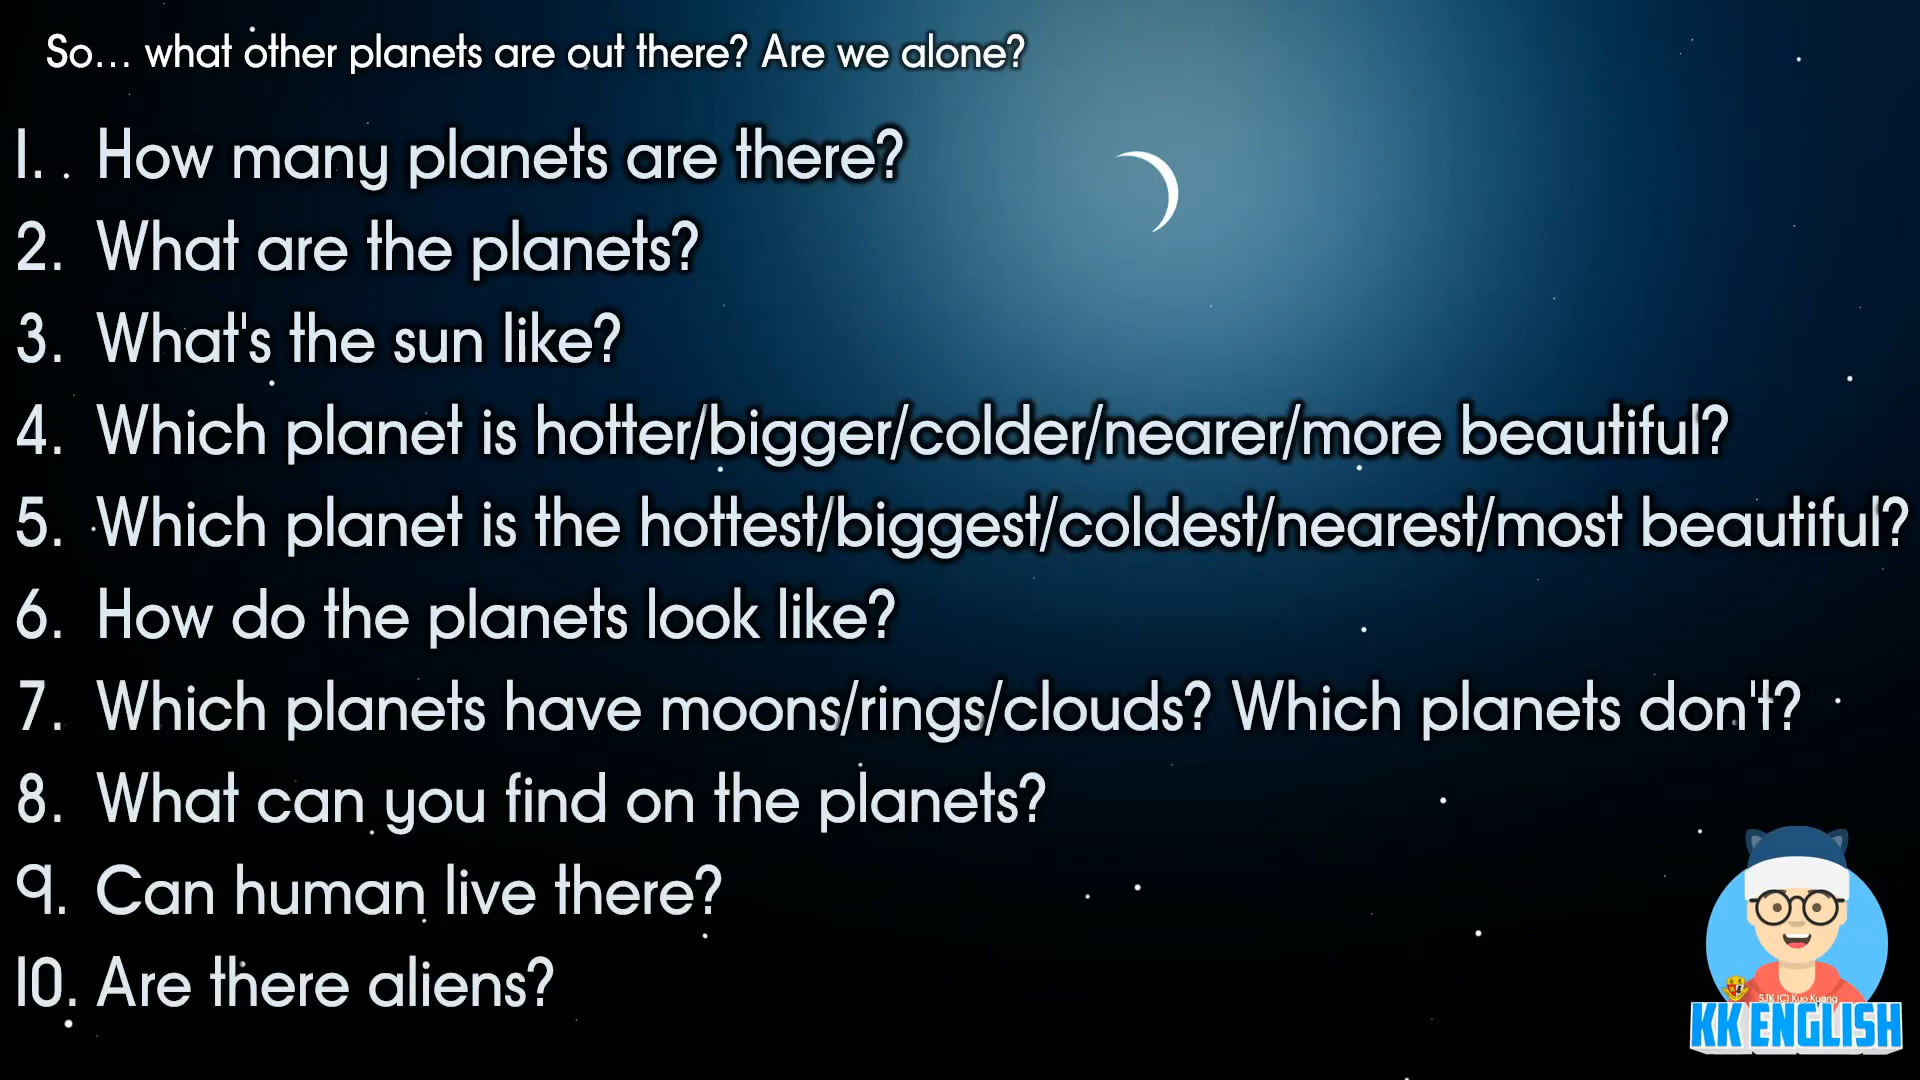 So... what other planets are out there? Are we alone?
1. How many planets are there?
2. What are the planets?
3. What's the sun like?
4. Which planet is hotter/bigger/colder/nearer/more beautiful?
5. Which planet is the hottest/biggest/coldest/nearest/most beautiful?
6. How do the planets look like?
7. Which planets have moons/rings/clouds? Which planets don't?
8. What can you find on the planets?
9. Can human live there?
10. Are there aliens?
SJK (C) Kuo Kuang
KK ENGLISH